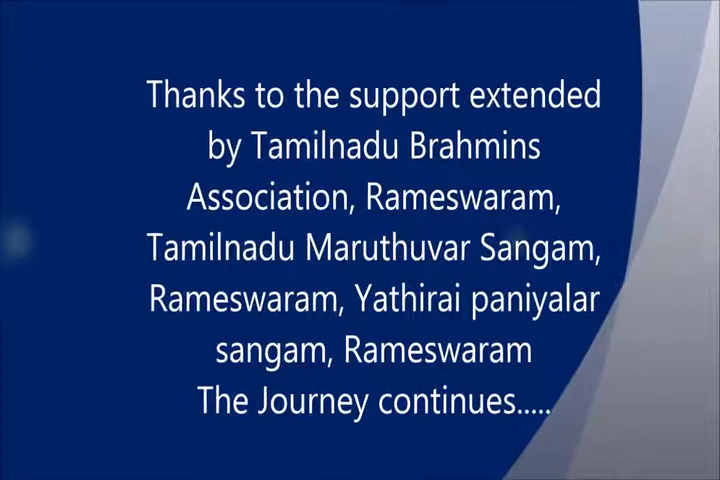 Thanks to the support extended
by Tamilnadu Brahmins
Association, Rameswaram,
Tamilnadu Maruthuvar Sangam,
Rameswaram, Yathirai paniyalar
sangam, Rameswaram
The Journey continues.....